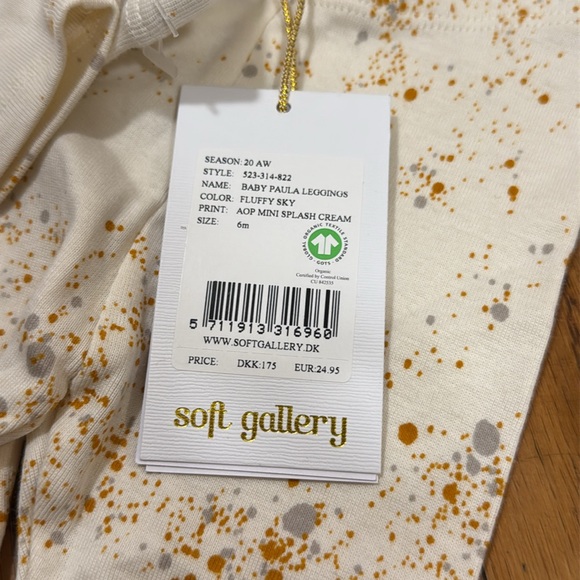 SEASON: 20 AW
STYLE: 523-314-822
NAME: BABY PAULA LEGGINGS
COLOR: FLUFFY SKY
PRINT: AOP MINI SPLASH CREAM
SIZE: 6m
GLOBAL ORGANIC TEXTILE STANDARD
· GOTS ·
Organic
Certified by Control Union
CU 842535
5 711913 316960
WWW.SOFTGALLERY.DK
PRICE: DKK:175 EUR:24.95
soft gallery